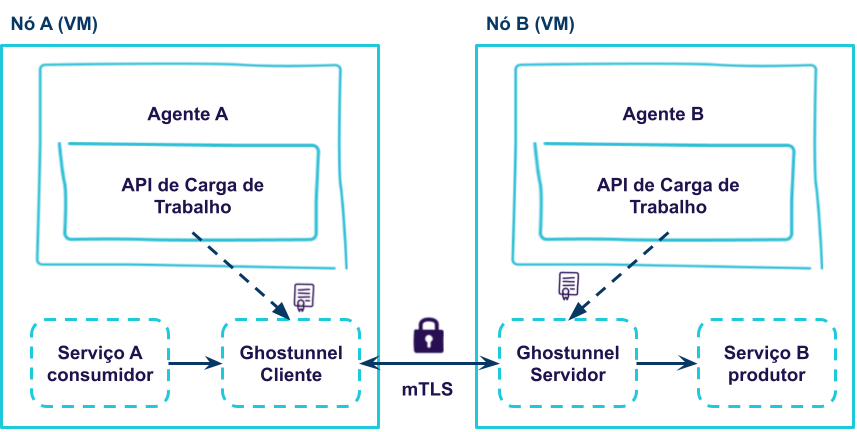 Nó A (VM)
Nó B (VM)
Agente A
Agente B
API de Carga de
Trabalho
API de Carga de
Trabalho
Serviço A
consumidor
Ghostunnel
Cliente
mTLS
Ghostunnel
Servidor
Serviço B
produtor